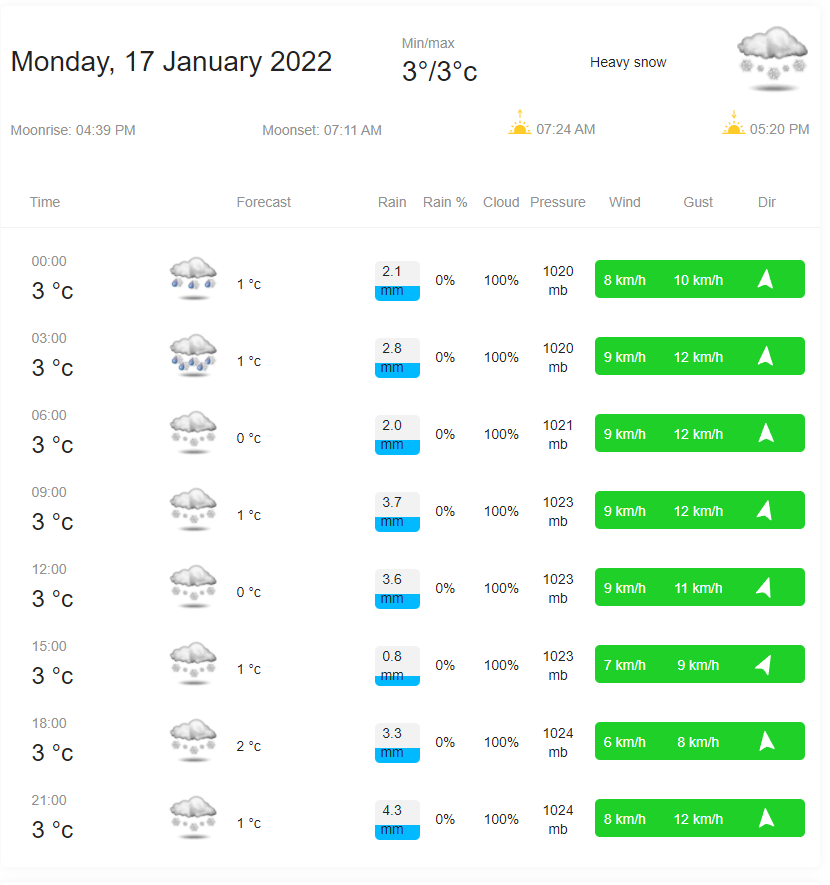 Monday, 17 January 2022
Min/max
3°/3°c
Heavy snow
Moonrise: 04:39 PM Moonset: 07:11 AM 07:24 AM 05:20 PM
Time Forecast Rain Rain % Cloud Pressure Wind Gust Dir
00:00
3 °c 1 °c 2.1 mm 0% 100% 1020 mb 8 km/h 10 km/h
03:00
3 °c 1 °c 2.8 mm 0% 100% 1020 mb 9 km/h 12 km/h
06:00
3 °c 0 °c 2.0 mm 0% 100% 1021 mb 9 km/h 12 km/h
09:00
3 °c 1 °c 3.7 mm 0% 100% 1023 mb 9 km/h 12 km/h
12:00
3 °c 0 °c 3.6 mm 0% 100% 1023 mb 9 km/h 11 km/h
15:00
3 °c 1 °c 0.8 mm 0% 100% 1023 mb 7 km/h 9 km/h
18:00
3 °c 2 °c 3.3 mm 0% 100% 1024 mb 6 km/h 8 km/h
21:00
3 °c 1 °c 4.3 mm 0% 100% 1024 mb 8 km/h 12 km/h